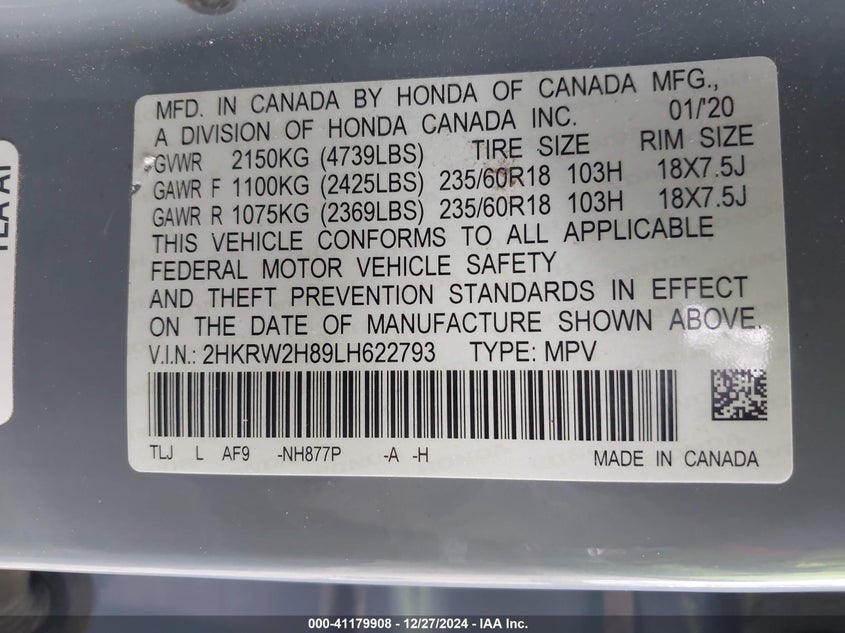 MFD. IN CANADA BY HONDA OF CANADA MFG.,
A DIVISION OF HONDA CANADA INC. 01/'20
GVWR 2150KG (4739LBS) TIRE SIZE RIM SIZE
GAWR F 1100KG (2425LBS) 235/60R18 103H 18X7.5J
GAWR R 1075KG (2369LBS) 235/60R18 103H 18X7.5J
THIS VEHICLE CONFORMS TO ALL APPLICABLE
FEDERAL MOTOR VEHICLE SAFETY
AND THEFT PREVENTION STANDARDS IN EFFECT
ON THE DATE OF MANUFACTURE SHOWN ABOVE.
V.I.N.: 2HKRW2H89LH622793 TYPE: MPV
TLJ L AF9 -NH877P -A -H MADE IN CANADA
000-41179908 - 12/27/2024 - IAA Inc.